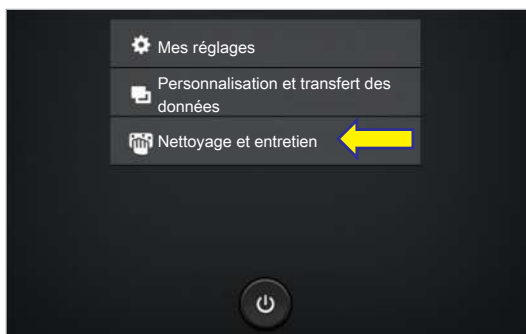 Mes réglages
Personnalisation et transfert des
données
Nettoyage et entretien